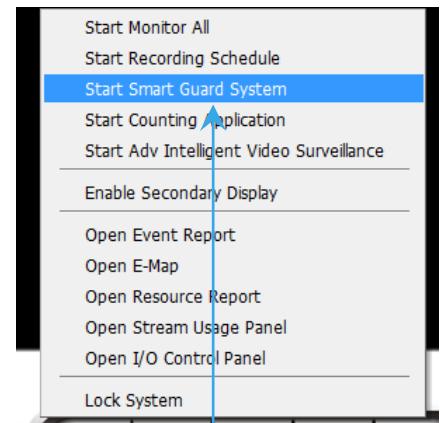 Start Monitor All
Start Recording Schedule
Start Smart Guard System
Start Counting Application
Start Adv Intelligent Video Surveillance
Enable Secondary Display
Open Event Report
Open E-Map
Open Resource Report
Open Stream Usage Panel
Open I/O Control Panel
Lock System